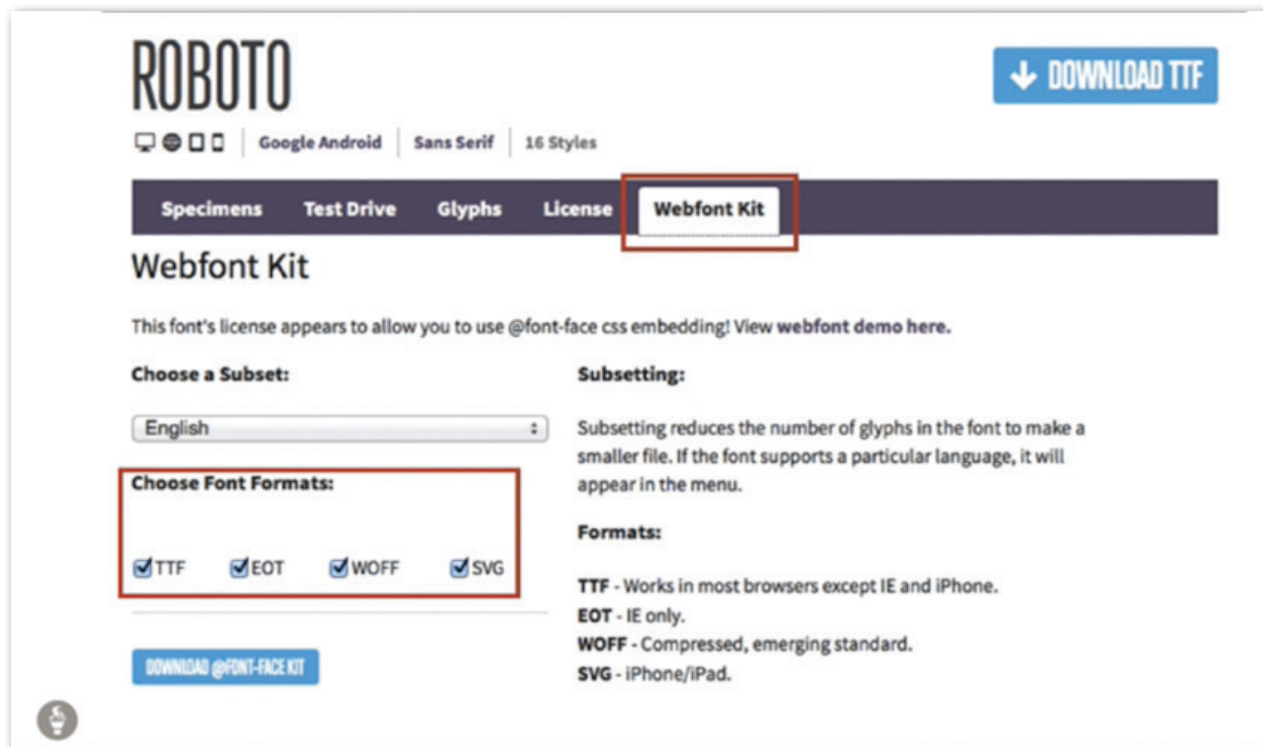 ROBOTO
DOWNLOAD TTF
Google Android
Sans Serif
16 Styles
Specimens
Test Drive
Glyphs
License
Webfont Kit
Webfont Kit
This font's license appears to allow you to use @font-face css embedding! View webfont demo here.
Choose a Subset:
English
Choose Font Formats:
TTF
EOT
WOFF
SVG
DOWNLOAD @FONT-FACE KIT
Subsetting:
Subsetting reduces the number of glyphs in the font to make a
smaller file. If the font supports a particular language, it will
appear in the menu.
Formats:
TTF - Works in most browsers except IE and iPhone.
EOT - IE only.
WOFF - Compressed, emerging standard.
SVG - iPhone/iPad.